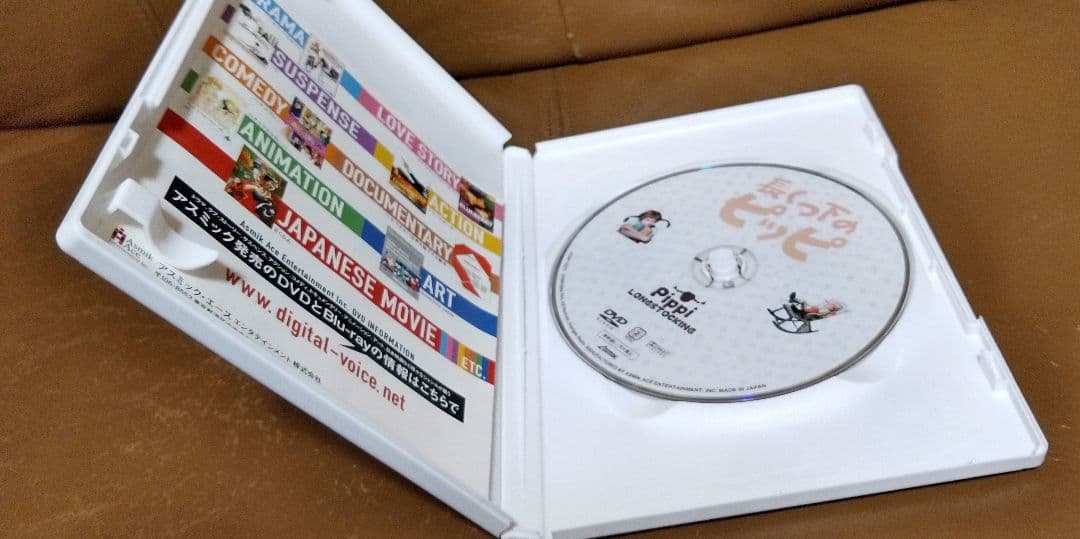 DRAMA
SUSPENSE
LOVE STORY
COMEDY
ACTION
ANIMATION
DOCUMENTARY
JAPANESE MOVIE
ART
ETC.
Asmik Ace Entertainment Inc. DVD INFORMATION
アスミック発売のDVDとBlu-rayの情報はこちらで
www.digital-voice.net
アスミック・エース エンタテインメント株式会社
長くつ下の
ピッピ
Pippi
LONGSTOCKING
DVD